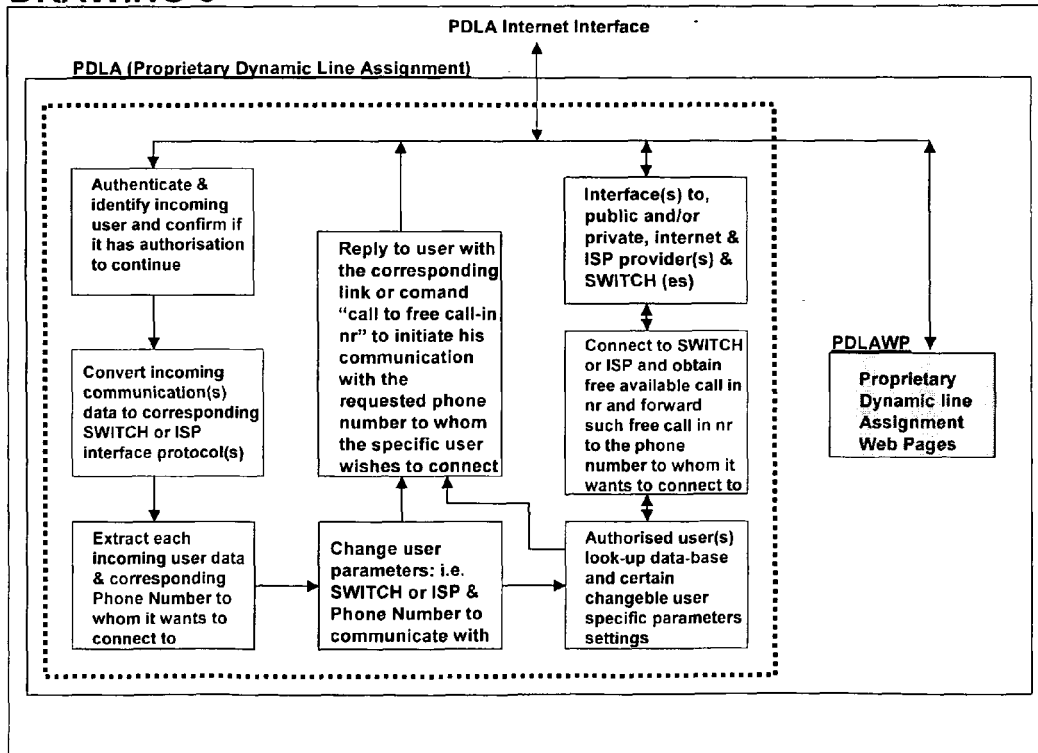 PDLA Internet Interface
PDLA (Proprietary Dynamic Line Assignment)
Authenticate &
identify incoming
user and confirm if
it has authorisation
to continue
Convert incoming
communication(s)
data to corresponding
SWITCH or ISP
interface protocol(s)
Extract each
incoming user data
& corresponding
Phone Number to
whom it wants to
connect to
Reply to user with
the corresponding
link or comand
“call to free call-in
nr” to initiate his
communication
with the
requested phone
number to whom
the specific user
wishes to connect
Change user
parameters: i.e.
SWITCH or ISP &
Phone Number to
communicate with
Interface(s) to,
public and/or
private, internet &
ISP provider(s) &
SWITCH (es)
Connect to SWITCH
or ISP and obtain
free available call in
nr and forward
such free call in nr
to the phone
number to whom it
wants to connect to
Authorised user(s)
look-up data-base
and certain
changeble user
specific parameters
settings
PDLAWP
Proprietary
Dynamic line
Assignment
Web Pages